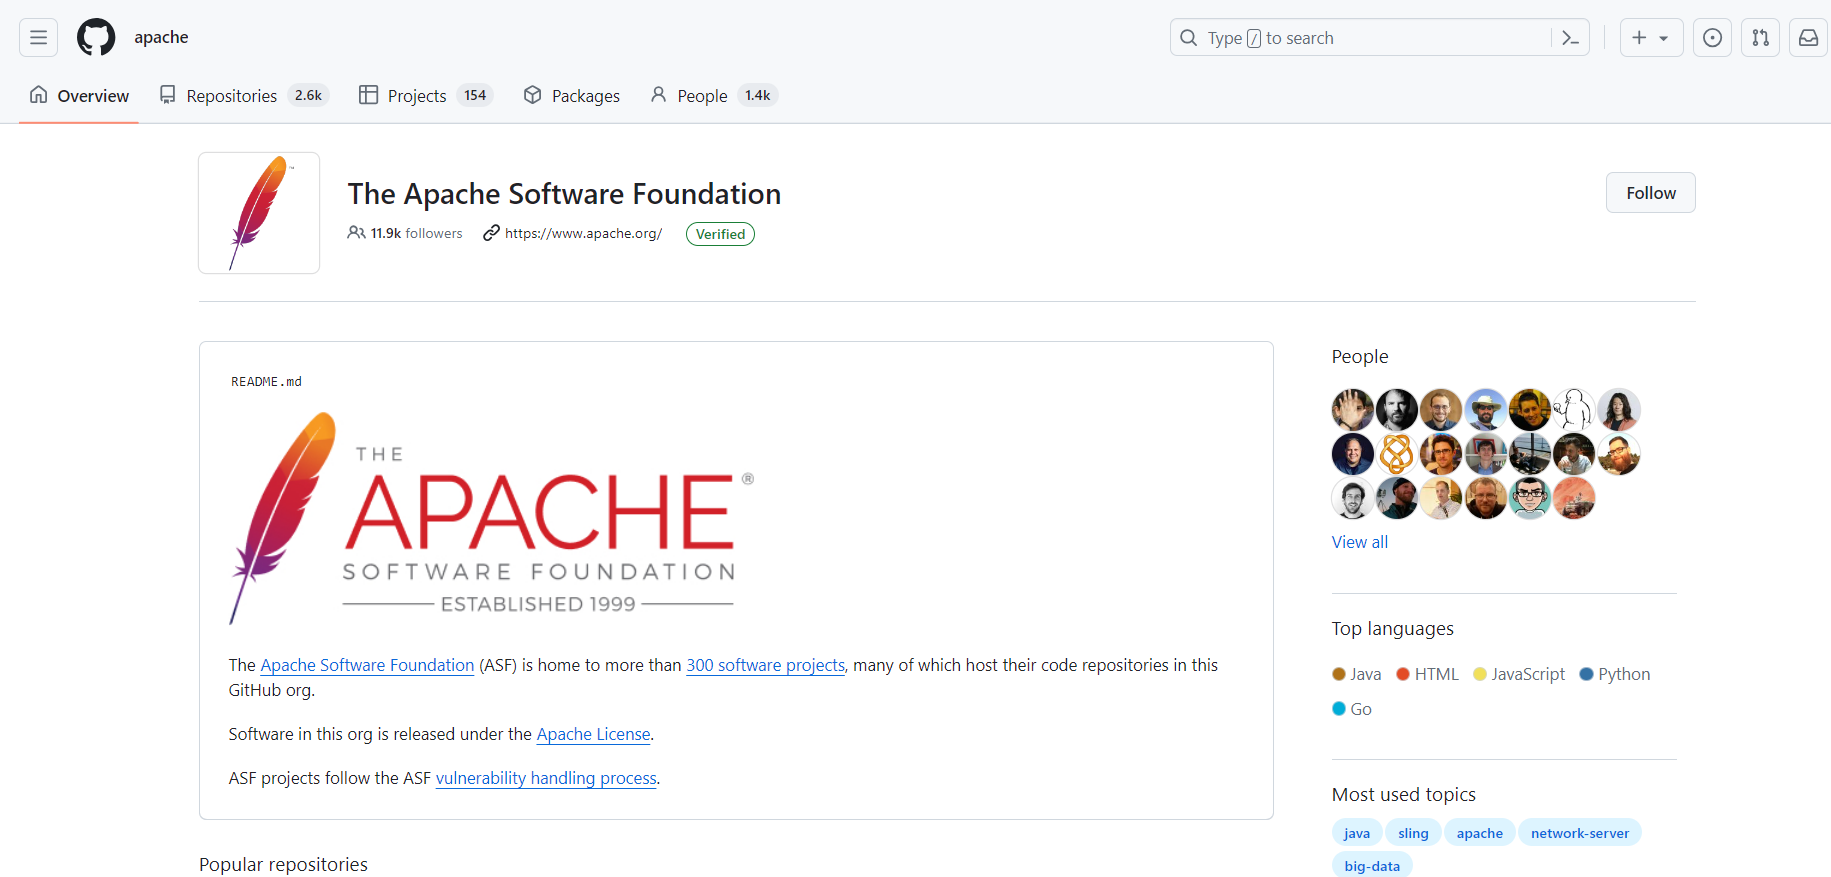 apache
Type / to search
Overview
Repositories 2.6k
Projects 154
Packages
People 1.4k
The Apache Software Foundation
11.9k followers
https://www.apache.org/
Verified
Follow
README.md
THE
APACHE®
SOFTWARE FOUNDATION
ESTABLISHED 1999
The Apache Software Foundation (ASF) is home to more than 300 software projects, many of which host their code repositories in this
GitHub org.
Software in this org is released under the Apache License.
ASF projects follow the ASF vulnerability handling process.
Popular repositories
People
View all
Top languages
Java HTML JavaScript Python
Go
Most used topics
java sling apache network-server
big-data